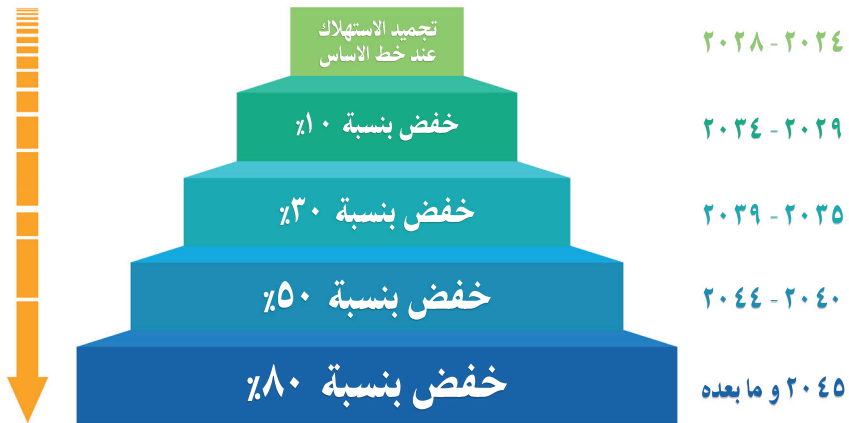 تجميد الاستهلاك
عند خط الاساس
٢٠٢٤ - ٢٠٢٨
خفض بنسبة ١٠٪
٢٠٢٩ - ٢٠٣٤
خفض بنسبة ٣٠٪
٢٠٣٥ - ٢٠٣٩
خفض بنسبة ٥٠٪
٢٠٤٠ - ٢٠٤٤
خفض بنسبة ٨٠٪
٢٠٤٥ و ما بعده